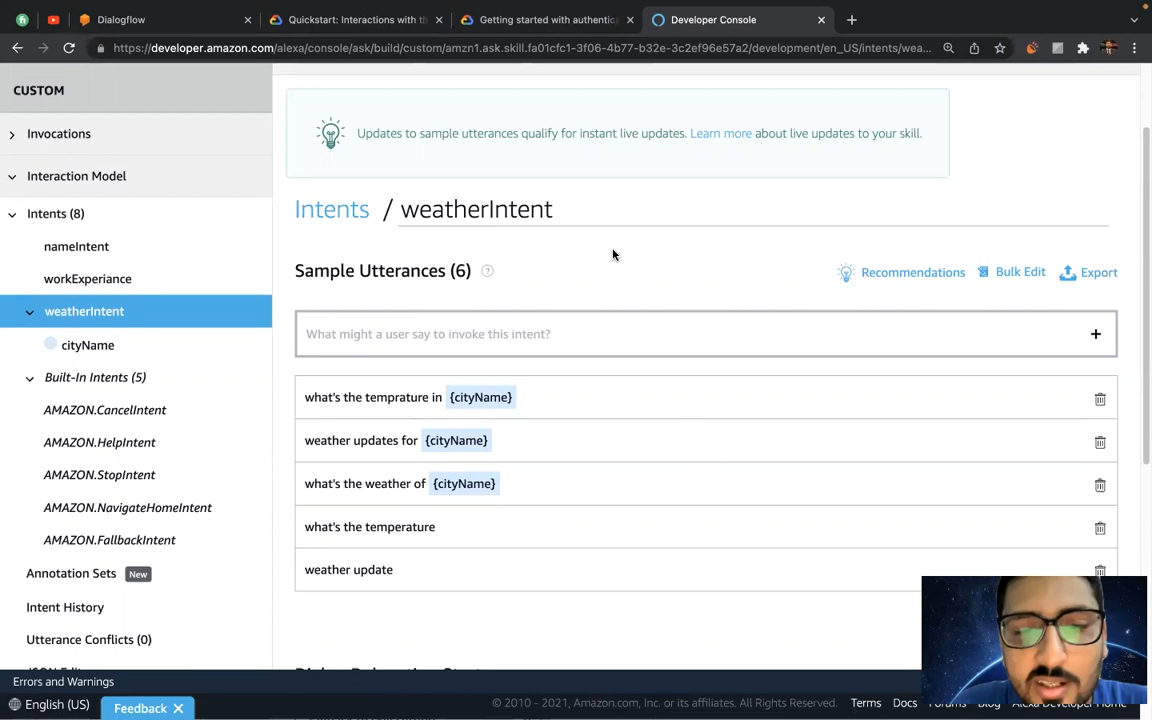 Dialogflow
Quickstart: Interactions with th
Getting started with authentic
Developer Console
https://developer.amazon.com/alexa/console/ask/build/custom/amzn1.ask.skill.fa01cfc1-3f06-4b77-b32e-3c2ef96e57a2/development/en_US/intents/wea...
CUSTOM
Invocations
Interaction Model
Intents (8)
nameIntent
workExperiance
weatherIntent
cityName
Built-In Intents (5)
AMAZON.CancelIntent
AMAZON.HelpIntent
AMAZON.StopIntent
AMAZON.NavigateHomeIntent
AMAZON.FallbackIntent
Annotation Sets New
Intent History
Utterance Conflicts (0)
Updates to sample utterances qualify for instant live updates. Learn more about live updates to your skill.
Intents / weatherIntent
Sample Utterances (6) ?
Recommendations Bulk Edit Export
What might a user say to invoke this intent? +
what's the temprature in {cityName}
weather updates for {cityName}
what's the weather of {cityName}
what's the temperature
weather update
Errors and Warnings
English (US)
Feedback
© 2010 - 2021, Amazon.com, Inc. or its affiliates. All Rights Reserved. Terms Docs Forums Blog Alexa Developer Home